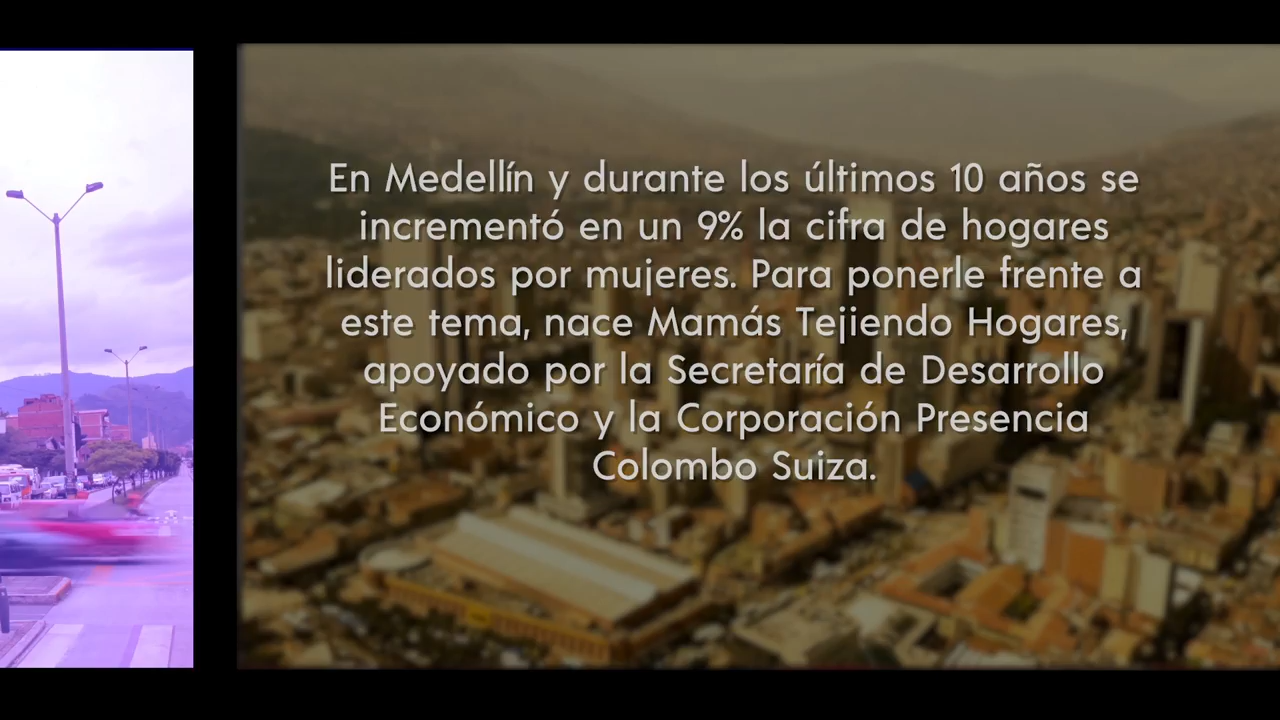 En Medellín y durante los últimos 10 años se
incrementó en un 9% la cifra de hogares
liderados por mujeres. Para ponerle frente a
este tema, nace Mamás Tejiendo Hogares,
apoyado por la Secretaría de Desarrollo
Económico y la Corporación Presencia
Colombo Suiza.